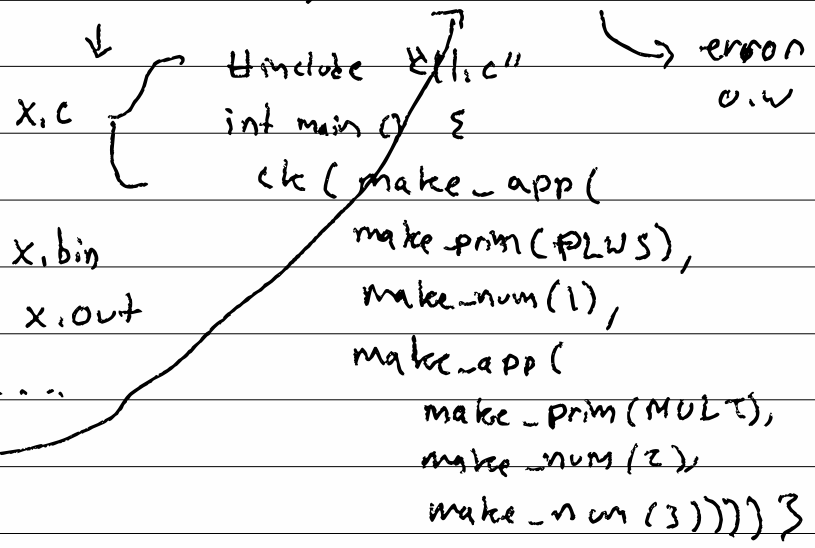 error
#include "ll.c"
o.w
x.c
int main () {
ck ( make_app(
make_prim(PLUS),
x.bin
make_num(1),
x.out
make_app(
....
make_prim(MULT),
make_num(2),
make_num(3))))}